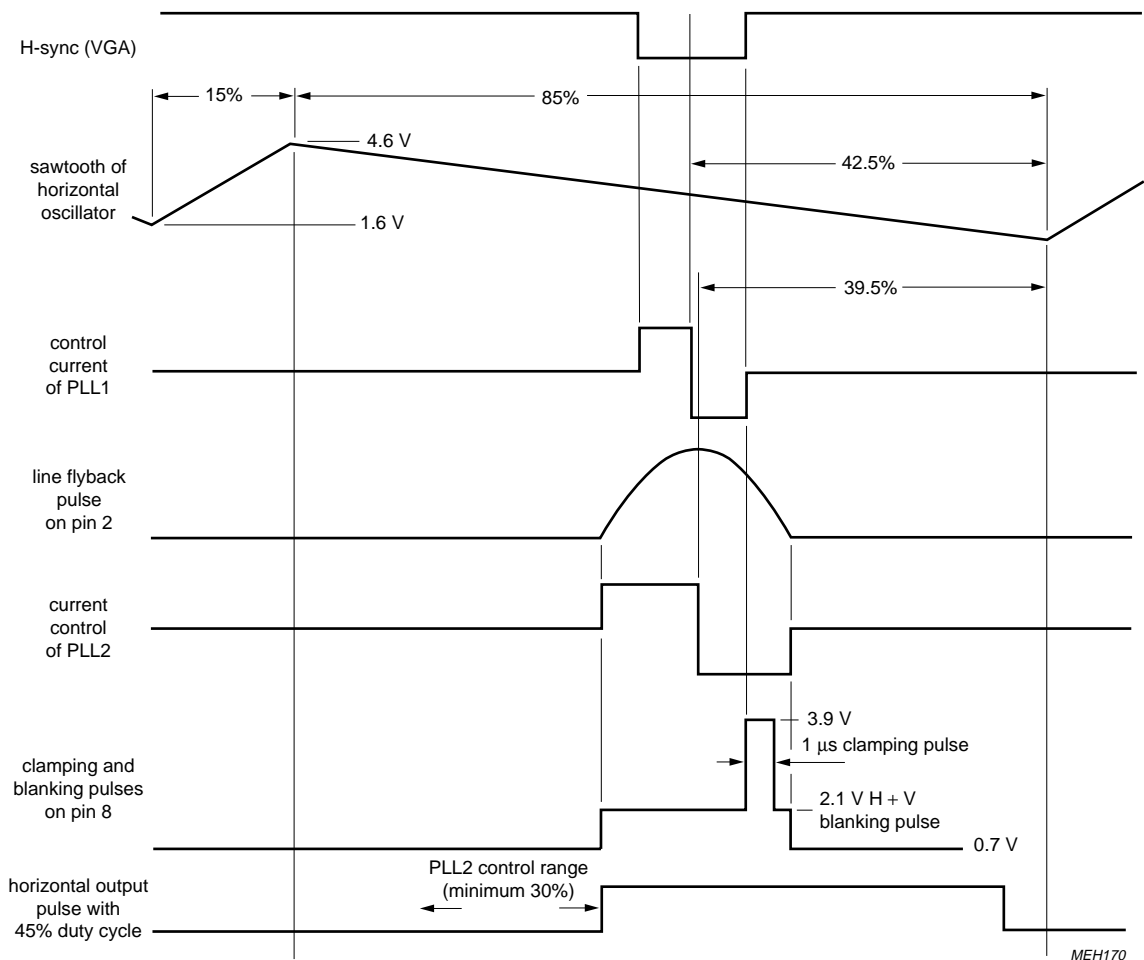 H-sync (VGA)
15%
85%
4.6 V
sawtooth of
horizontal
oscillator
42.5%
1.6 V
39.5%
control
current
of PLL1
line flyback
pulse
on pin 2
current
control
of PLL2
3.9 V
1 μs clamping pulse
clamping and
blanking pulses
on pin 8
2.1 V H + V
blanking pulse
0.7 V
PLL2 control range
(minimum 30%)
horizontal output
pulse with
45% duty cycle
MEH170